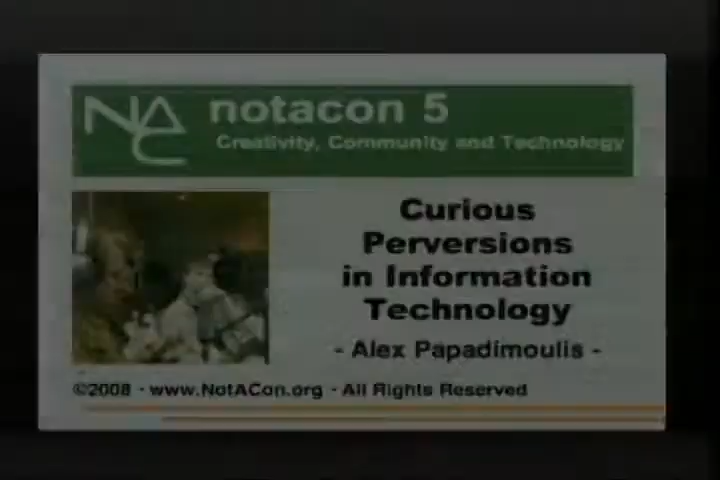 NAC
notacon 5
Creativity, Community and Technology
Curious
Perversions
in Information
Technology
- Alex Papadimoulis -
©2008 - www.NotACon.org - All Rights Reserved